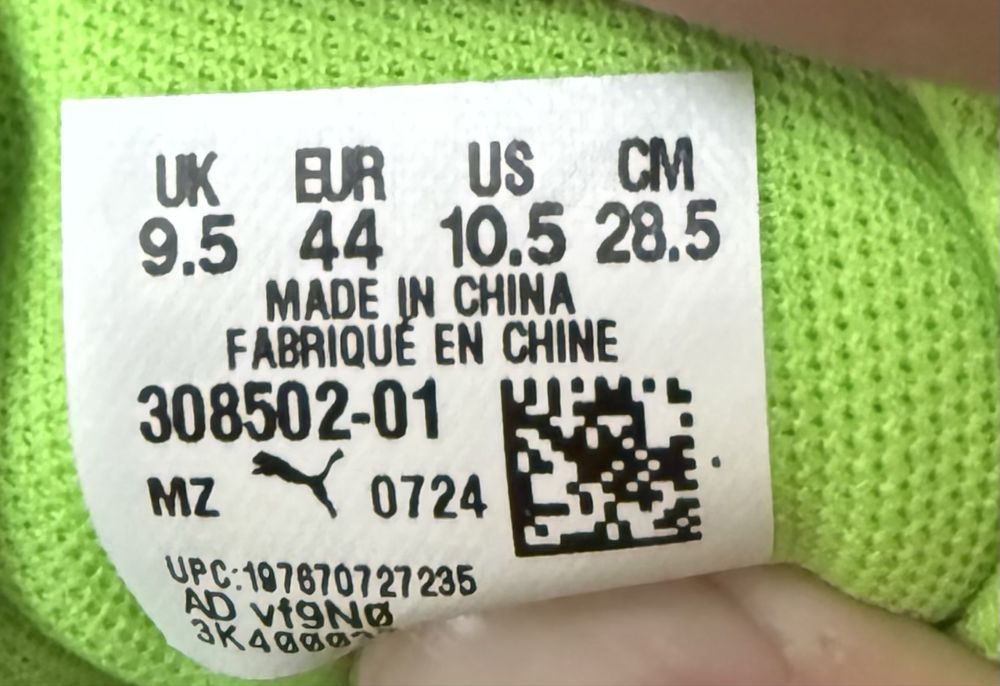 UK EUR US CM
9.5 44 10.5 28.5
MADE IN CHINA
FABRIQUÉ EN CHINE
308502-01
MZ 0724
UPC:197670727235
AD vf9NØ